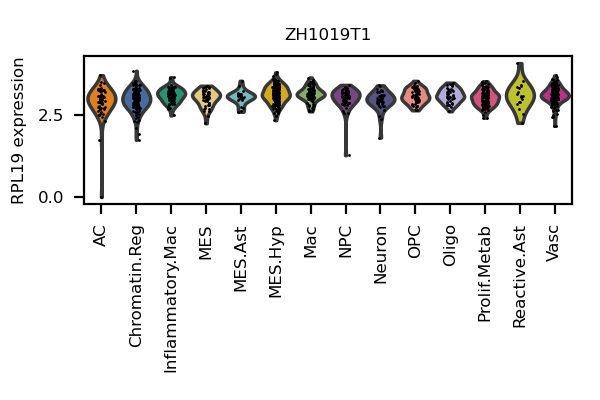 ZH1019T1
RPL19 expression
2.5
0.0
AC
Chromatin.Reg
Inflammatory.Mac
MES
MES.Ast
MES.Hyp
Mac
NPC
Neuron
OPC
Oligo
Prolif.Metab
Reactive.Ast
Vasc